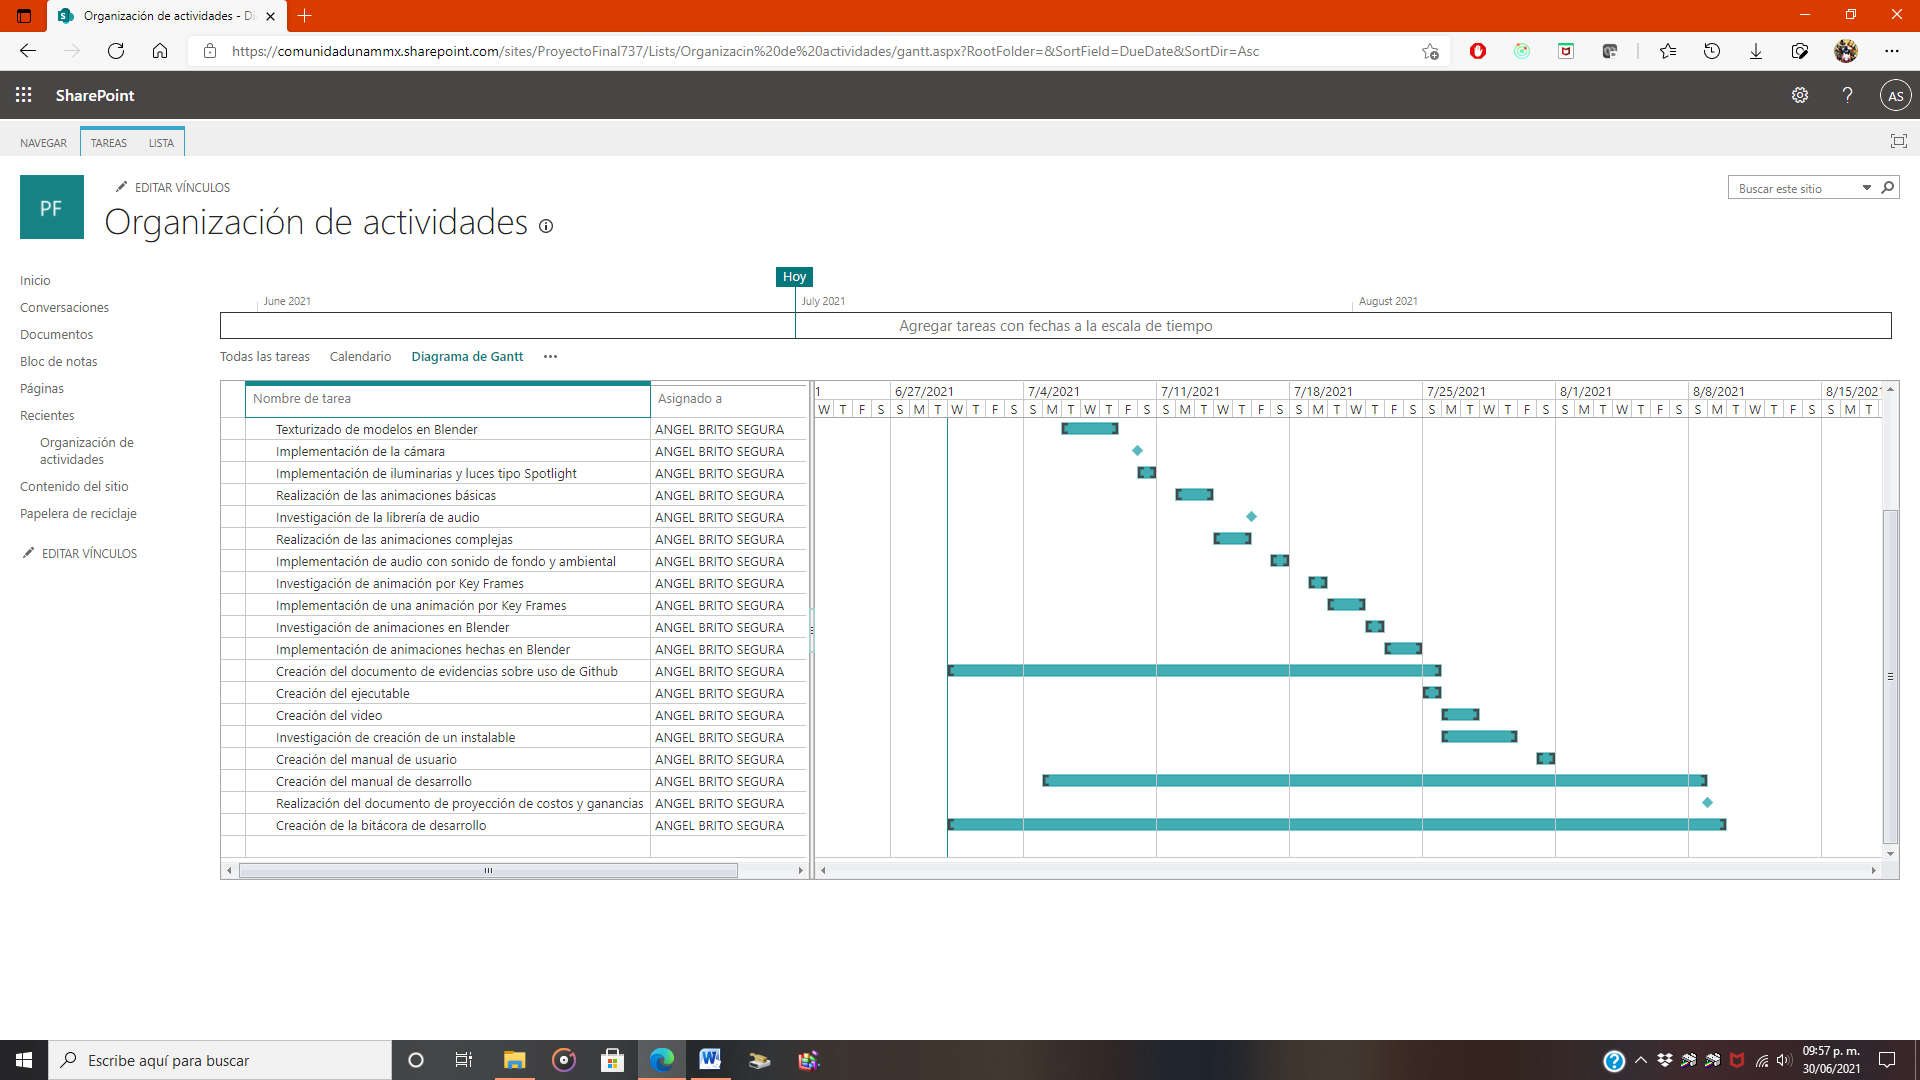 Organización de actividades - Di
https://comunidadunammx.sharepoint.com/sites/ProyectoFinal737/Lists/Organizacin%20de%20actividades/gantt.aspx?RootFolder=&SortField=DueDate&SortDir=Asc
SharePoint
AS
NAVEGAR TAREAS LISTA
PF
EDITAR VÍNCULOS
Buscar este sitio
Organización de actividades
Inicio
Conversaciones
Documentos
Bloc de notas
Páginas
Recientes
Organización de
actividades
Contenido del sitio
Papelera de reciclaje
EDITAR VÍNCULOS
Hoy
June 2021 July 2021 August 2021
Agregar tareas con fechas a la escala de tiempo
Todas las tareas Calendario Diagrama de Gantt
Nombre de tarea Asignado a
1 6/27/2021 7/4/2021 7/11/2021 7/18/2021 7/25/2021 8/1/2021 8/8/2021 8/15/2021
W T F S S M T W T F S S M T W T F S S M T W T F S S M T W T F S S M T W T F S S M T W T F S S M T W T F S S M T
Texturizado de modelos en Blender ANGEL BRITO SEGURA
Implementación de la cámara ANGEL BRITO SEGURA
Implementación de iluminarias y luces tipo Spotlight ANGEL BRITO SEGURA
Realización de las animaciones básicas ANGEL BRITO SEGURA
Investigación de la librería de audio ANGEL BRITO SEGURA
Realización de las animaciones complejas ANGEL BRITO SEGURA
Implementación de audio con sonido de fondo y ambiental ANGEL BRITO SEGURA
Investigación de animación por Key Frames ANGEL BRITO SEGURA
Implementación de una animación por Key Frames ANGEL BRITO SEGURA
Investigación de animaciones en Blender ANGEL BRITO SEGURA
Implementación de animaciones hechas en Blender ANGEL BRITO SEGURA
Creación del documento de evidencias sobre uso de Github ANGEL BRITO SEGURA
Creación del ejecutable ANGEL BRITO SEGURA
Creación del video ANGEL BRITO SEGURA
Investigación de creación de un instalable ANGEL BRITO SEGURA
Creación del manual de usuario ANGEL BRITO SEGURA
Creación del manual de desarrollo ANGEL BRITO SEGURA
Realización del documento de proyección de costos y ganancias ANGEL BRITO SEGURA
Creación de la bitácora de desarrollo ANGEL BRITO SEGURA
Escribe aquí para buscar
09:57 p. m.
30/06/2021